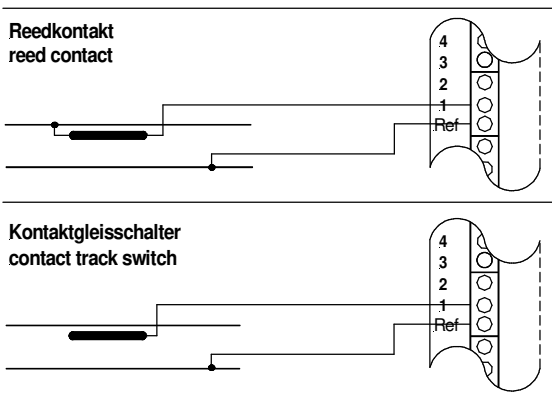 Reedkontakt
reed contact
4
3
2
1
Ref
Kontaktgleisschalter
contact track switch
4
3
2
1
Ref